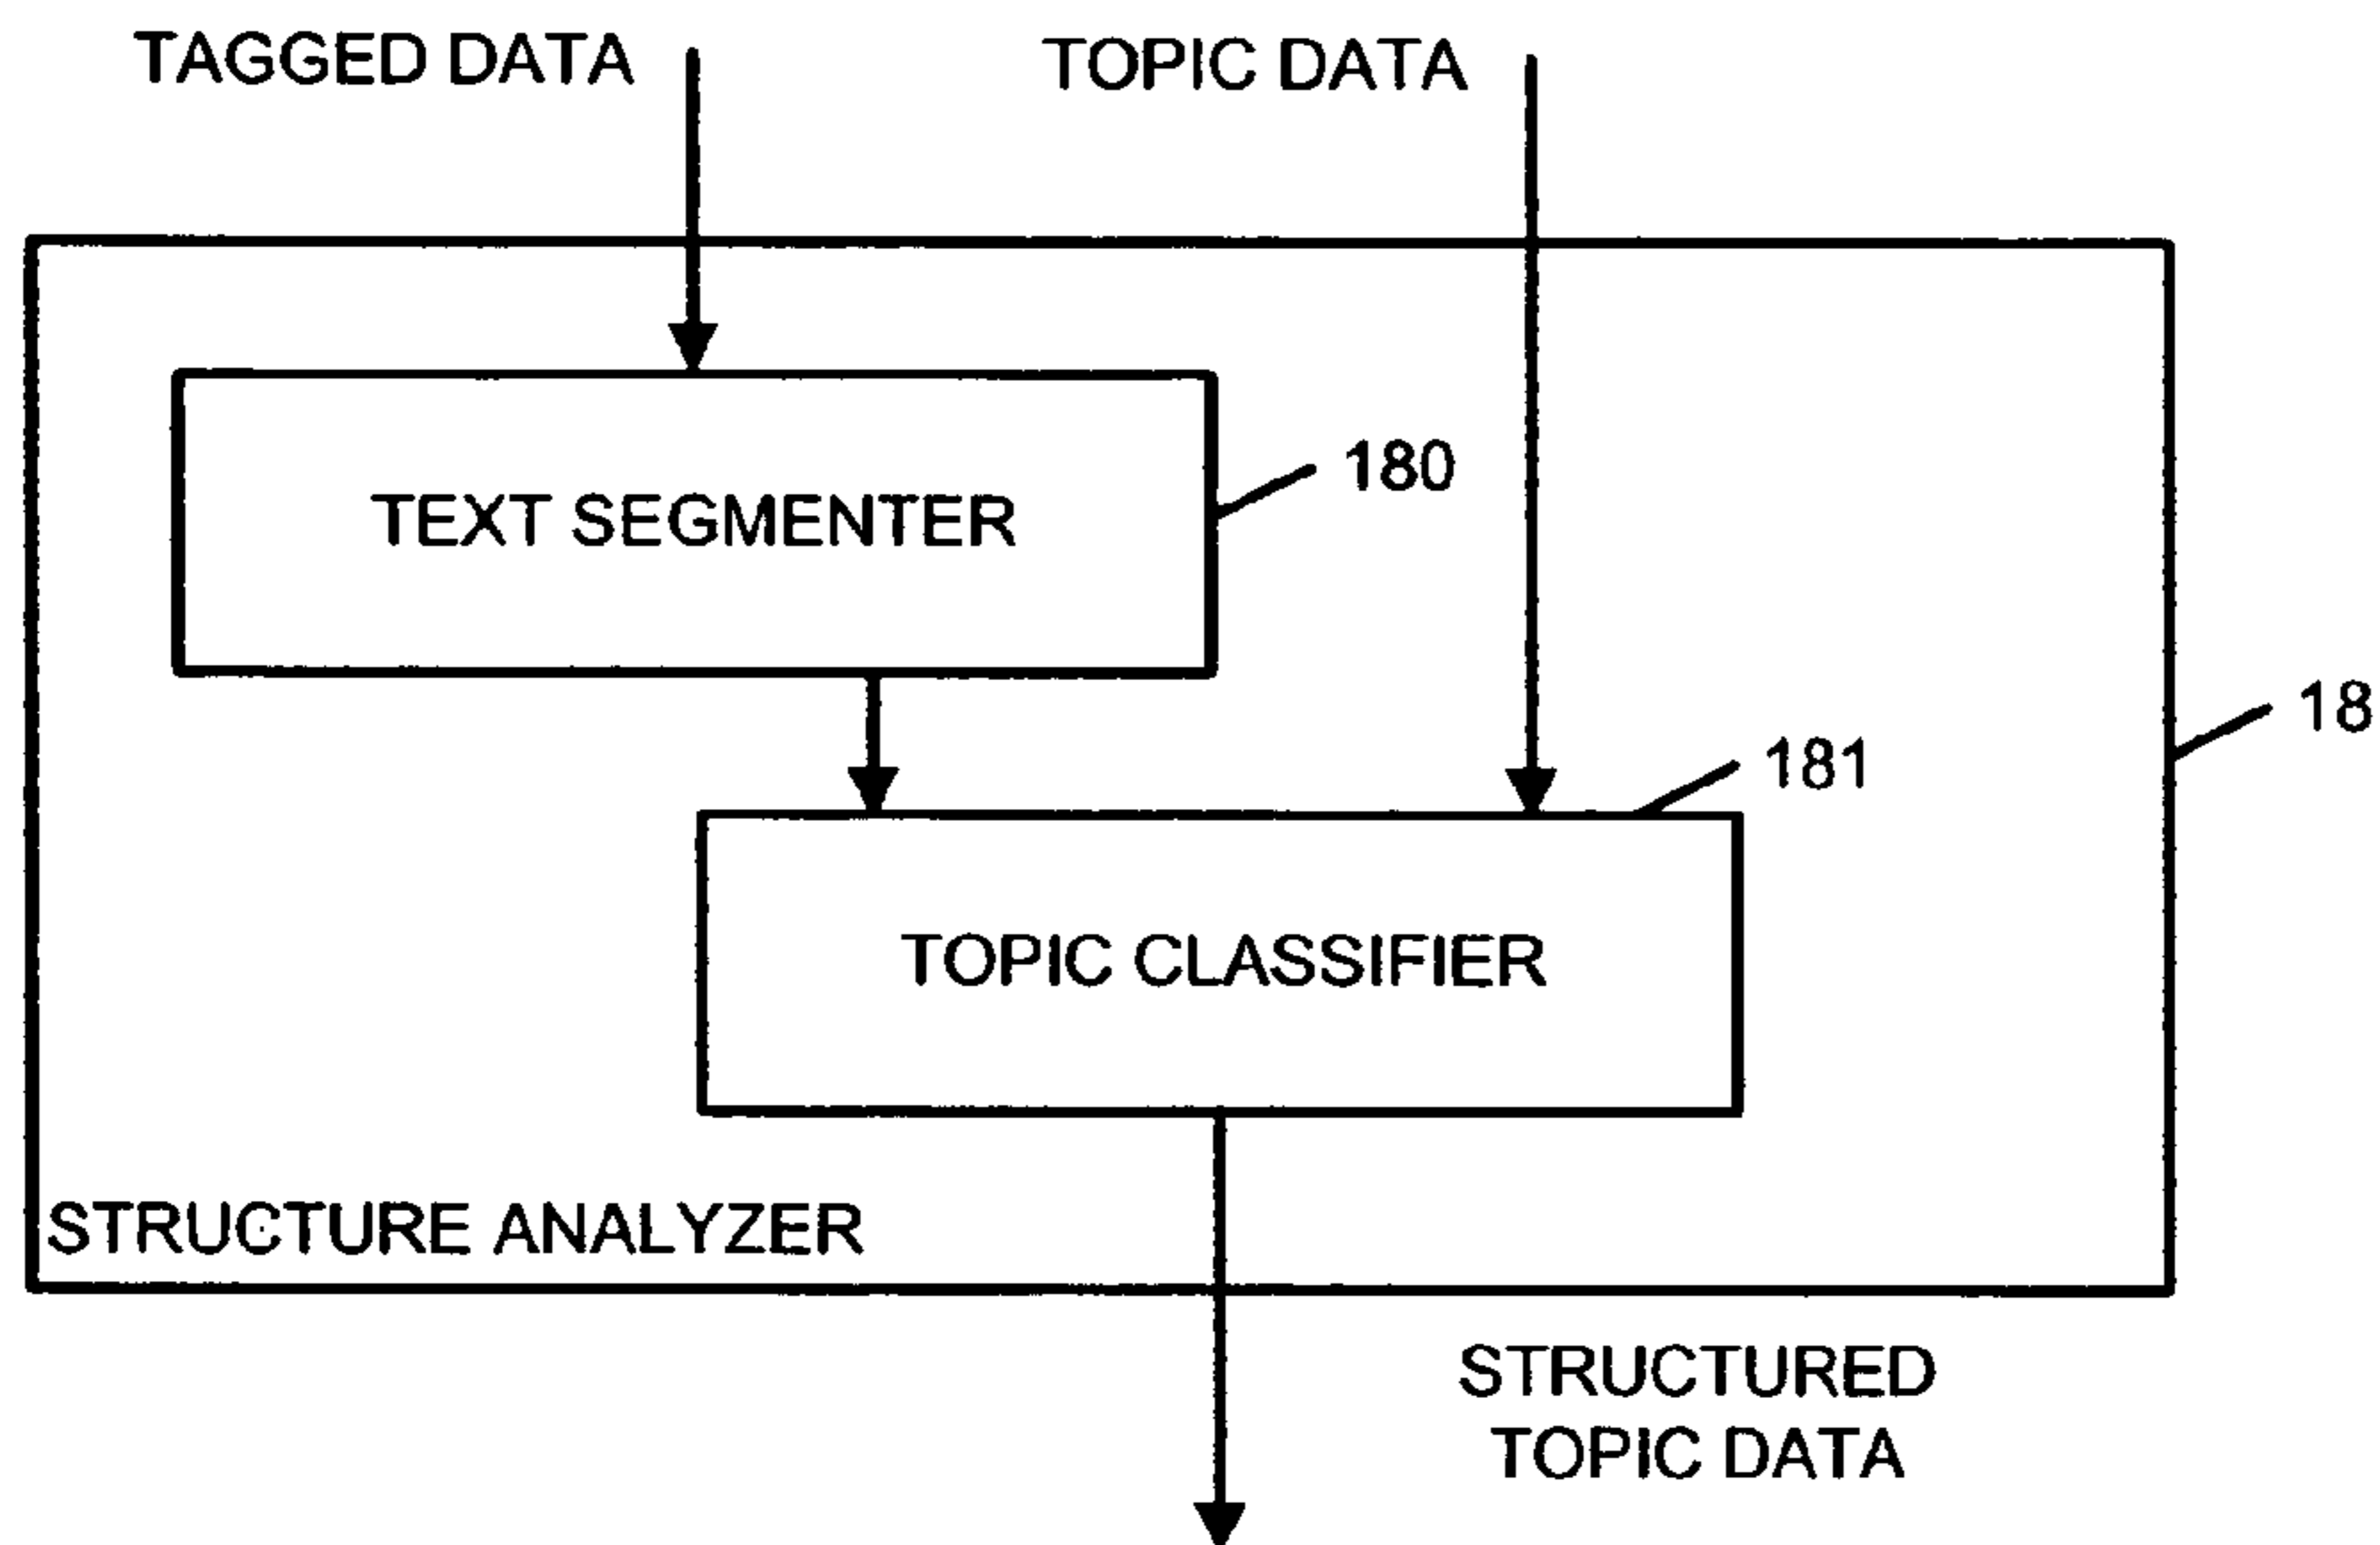 TAGGED DATA
TOPIC DATA
TEXT SEGMENTER
180
18
181
TOPIC CLASSIFIER
STRUCTURE ANALYZER
STRUCTURED
TOPIC DATA